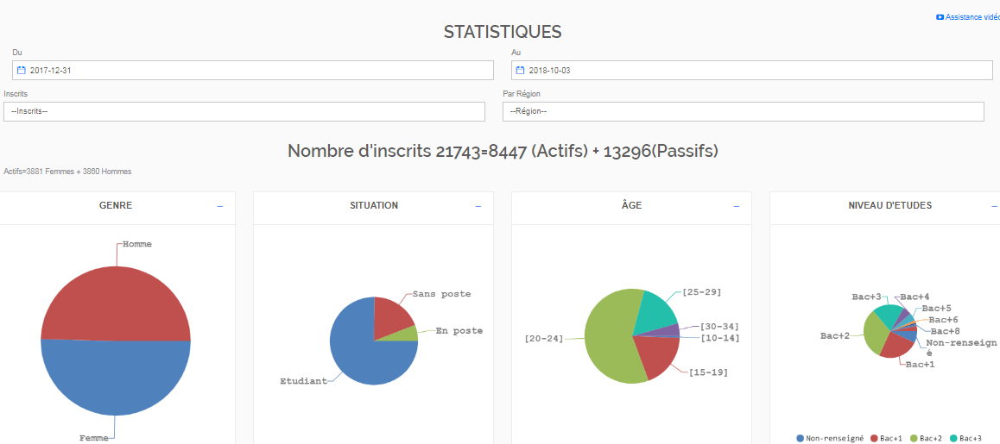 Assistance vidéo
STATISTIQUES
Du
Au
2017-12-31
2018-10-03
Inscrits
Par Région
--Inscrits--
--Région--
Nombre d'inscrits 21743=8447 (Actifs) + 13296(Passifs)
Actifs=3881 Femmes + 3860 Hommes
GENRE
SITUATION
ÂGE
NIVEAU D'ETUDES
Homme
Femme
Sans poste
En poste
Etudiant
[25-29]
[30-34]
[10-14]
[20-24]
[15-19]
Bac+3
Bac+4
Bac+5
Bac+6
Bac+8
Bac+2
Non-renseign
é
Bac+1
Non-renseigné Bac+1 Bac+2 Bac+3